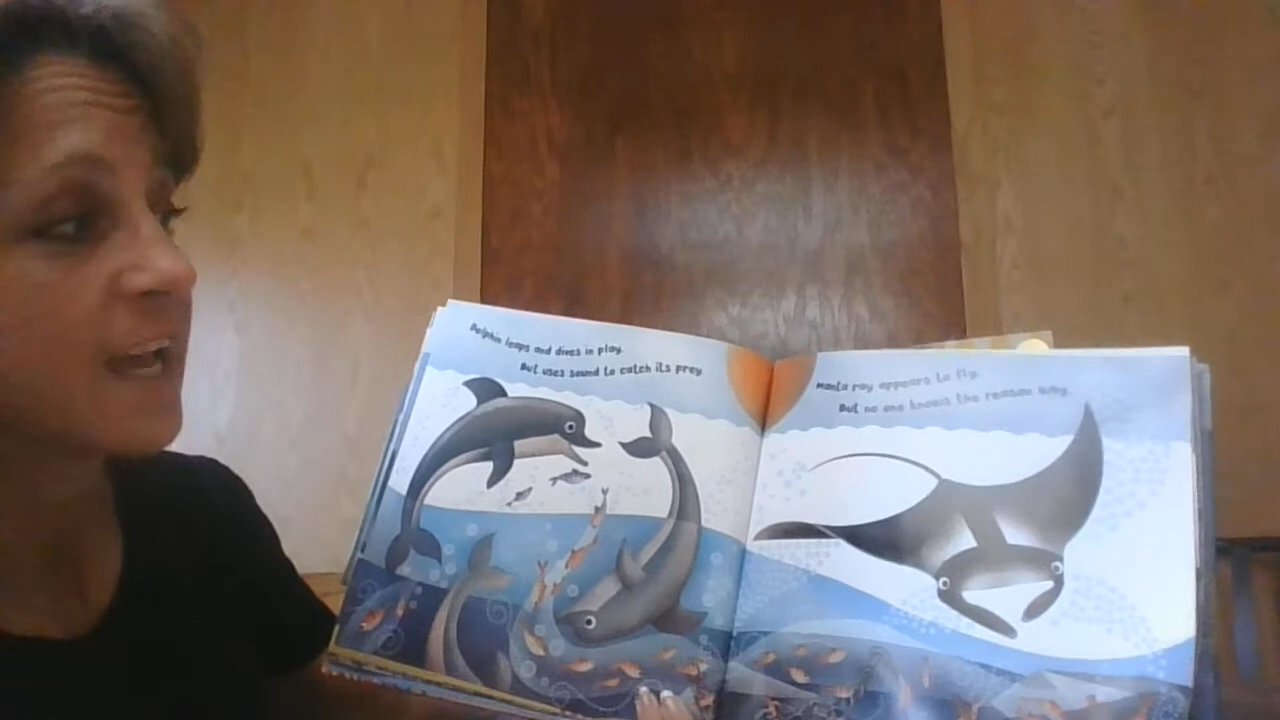 Dolphin leaps and dives in play.
But uses sound to catch its prey.
Manta ray appears to fly.
But no one knows the reason why.